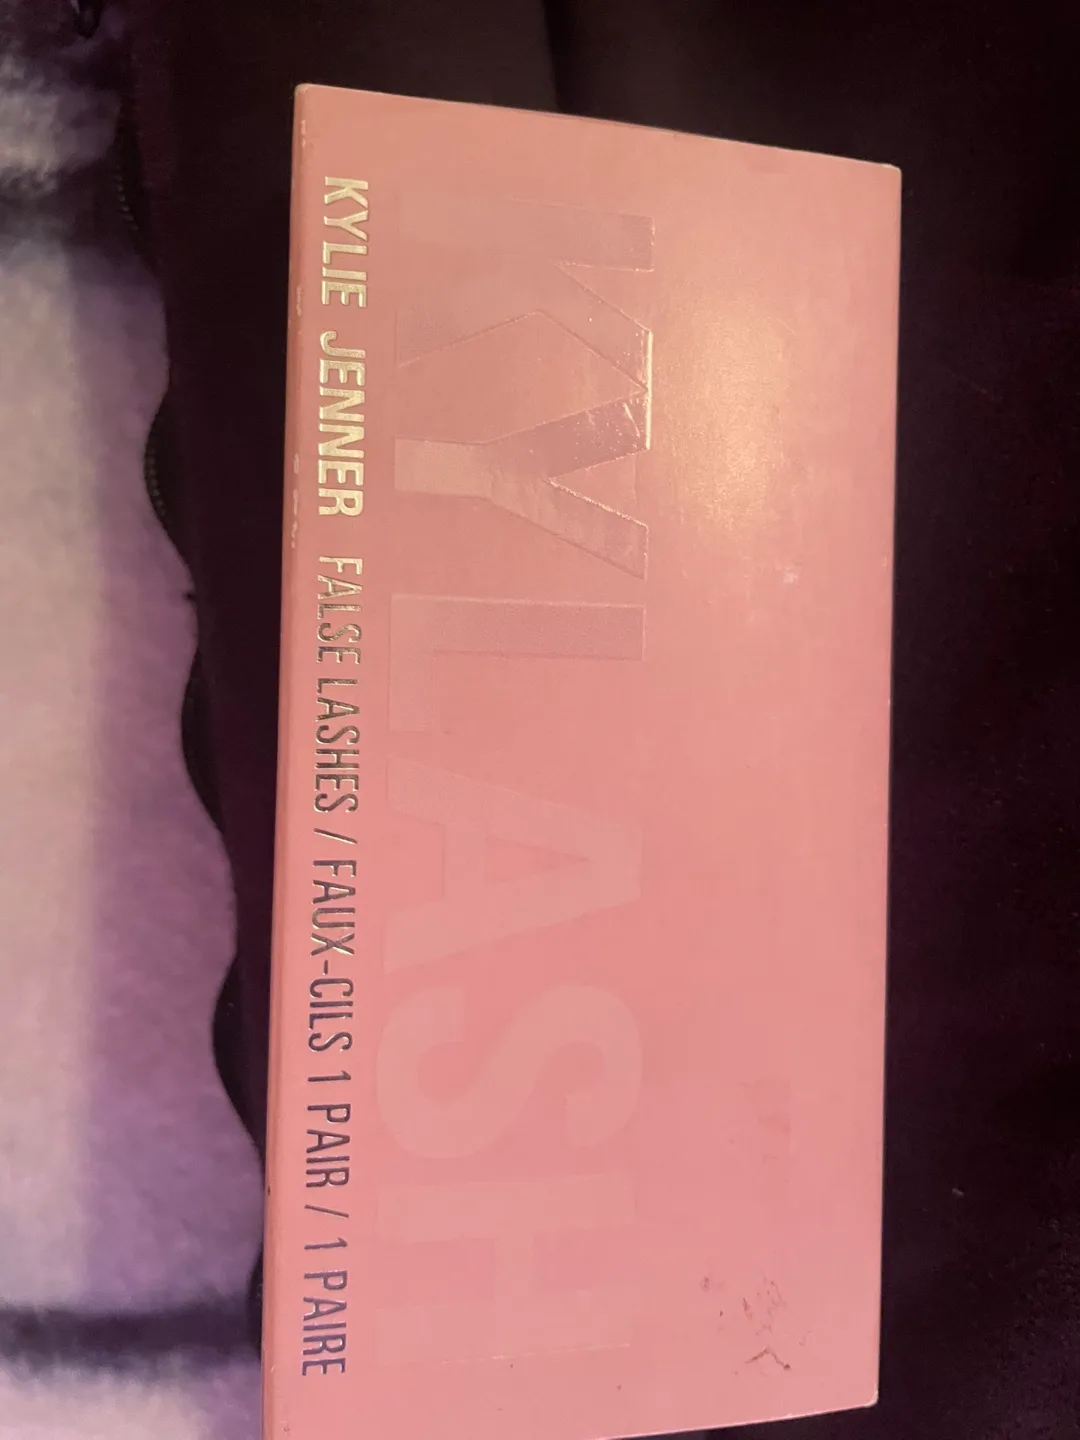 KYLASH
KYLIE JENNER FALSE LASHES / FAUX-CILS 1 PAIR / 1 PAIRE